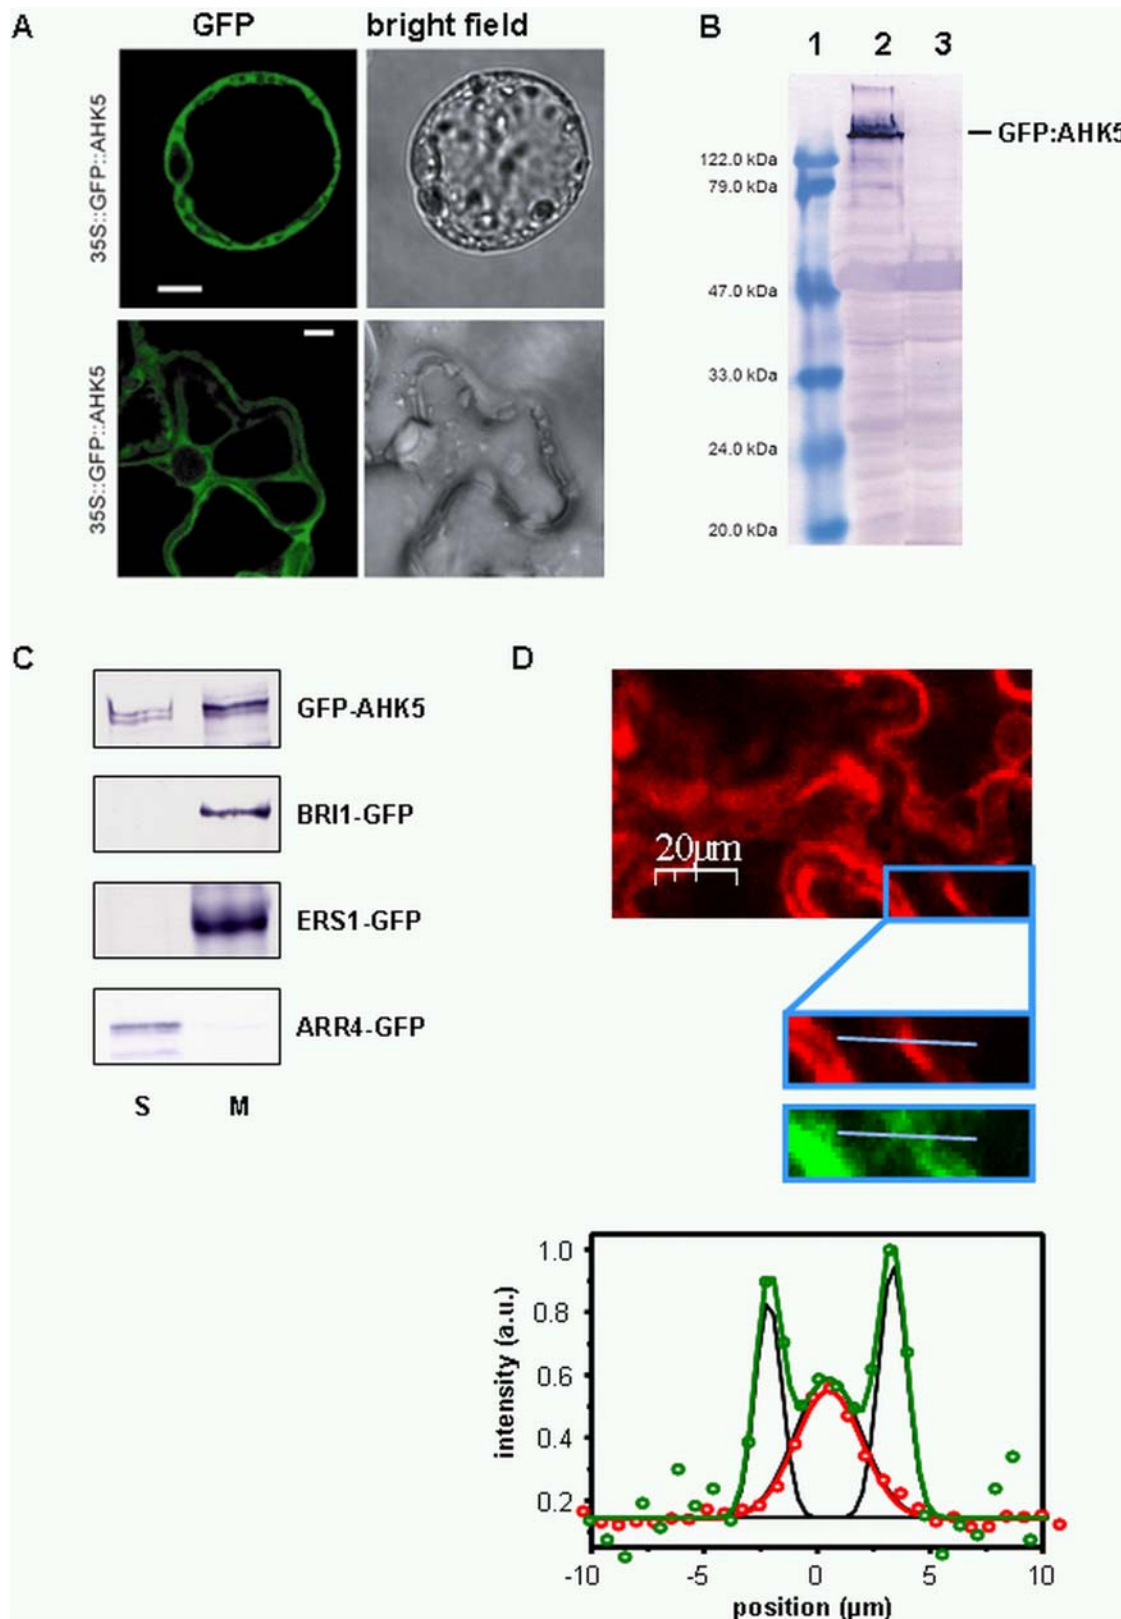 A
GFP
bright field
35S::GFP::AHK5
35S::GFP::AHK5
B
1 2 3
GFP:AHK5
122.0 kDa
79.0 kDa
47.0 kDa
33.0 kDa
24.0 kDa
20.0 kDa
C
GFP-AHK5
BRI1-GFP
ERS1-GFP
ARR4-GFP
S M
D
20µm
1.0
0.8
0.6
0.4
0.2
intensity (a.u.)
-10 -5 0 5 10
position (µm)